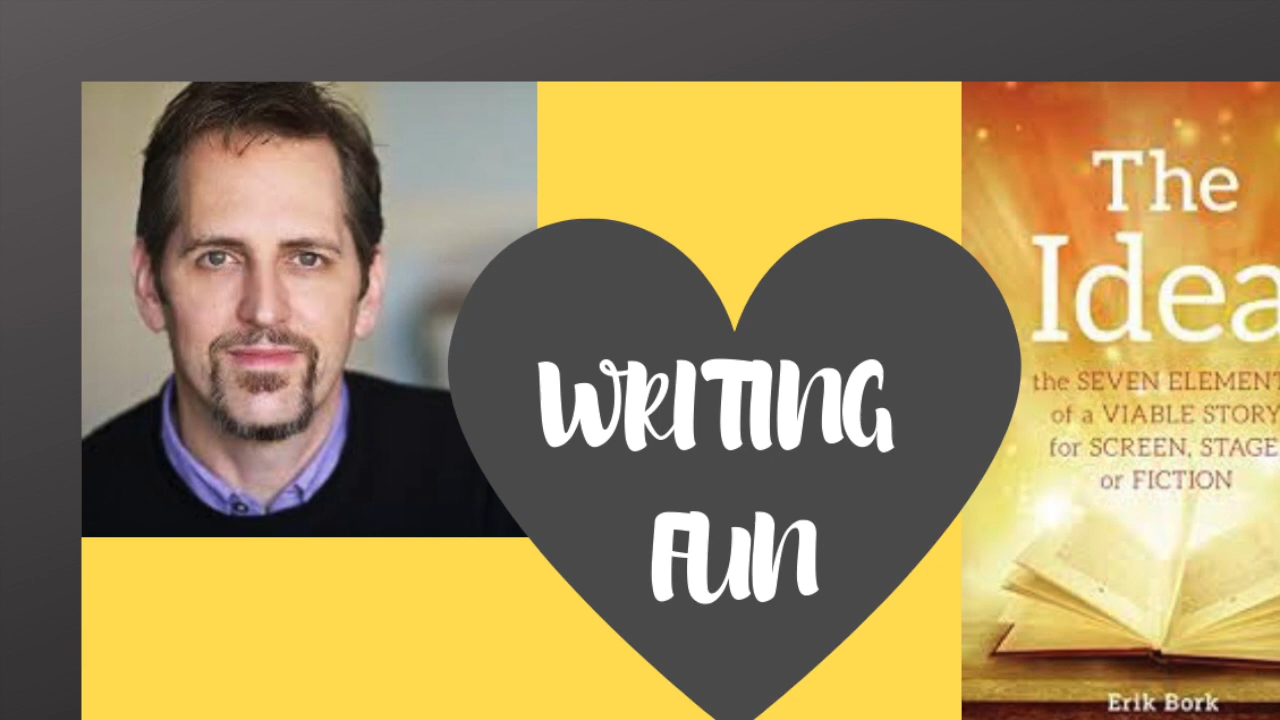 WRITING
FUN
The
Idea
the SEVEN ELEMENT
of a VIABLE STORY
for SCREEN, STAGE
or FICTION
Erik Bork